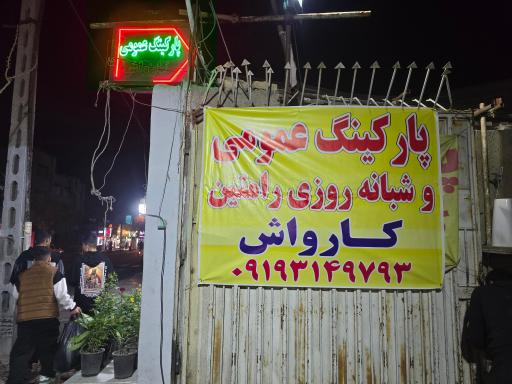 پارکینگ عمومی
پارکینگ عمومی
و شبانه روزی رامتین
کارواش
۰۹۱۹۳۱۴۹۷۹۳